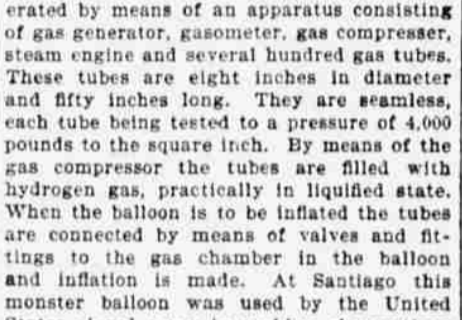 erated by means of an apparatus consisting
of gas generator, gasometer, gas compresser,
steam engine and several hundred gas tubes.
These tubes are eight inches in diameter
and fifty inches long. They are seamless,
each tube being tested to a pressure of 4,000
pounds to the square inch. By means of the
gas compressor the tubes are filled with
hydrogen gas, practically in liquified state.
When the balloon is to be inflated the tubes
are connected by means of valves and fit-
tings to the gas chamber in the balloon
and inflation is made. At Santiago this
monster balloon was used by the United